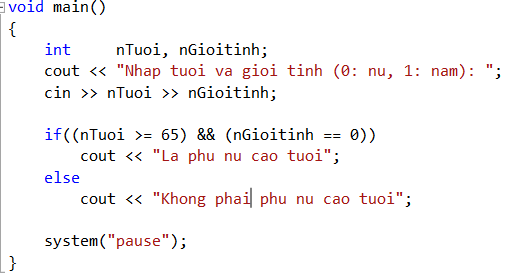 void main()
{
    int     nTuoi, nGioitinh;
    cout << "Nhap tuoi va gioi tinh (0: nu, 1: nam): ";
    cin >> nTuoi >> nGioitinh;

    if((nTuoi >= 65) && (nGioitinh == 0))
        cout << "La phu nu cao tuoi";
    else
        cout << "Khong phai phu nu cao tuoi";

    system("pause");
}